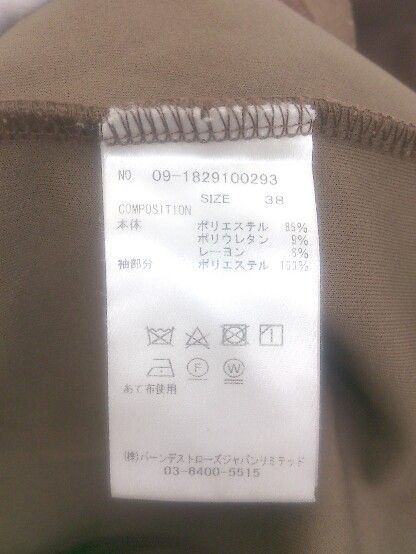 NO 09-1829100293
SIZE 38
COMPOSITION
本体 ポリエステル 85%
ポリウレタン 9%
レーヨン 6%
袖部分 ポリエステル 100%
F W
あて布使用
(株)バーンデストローズジャパンリミテッド
03-6400-5515